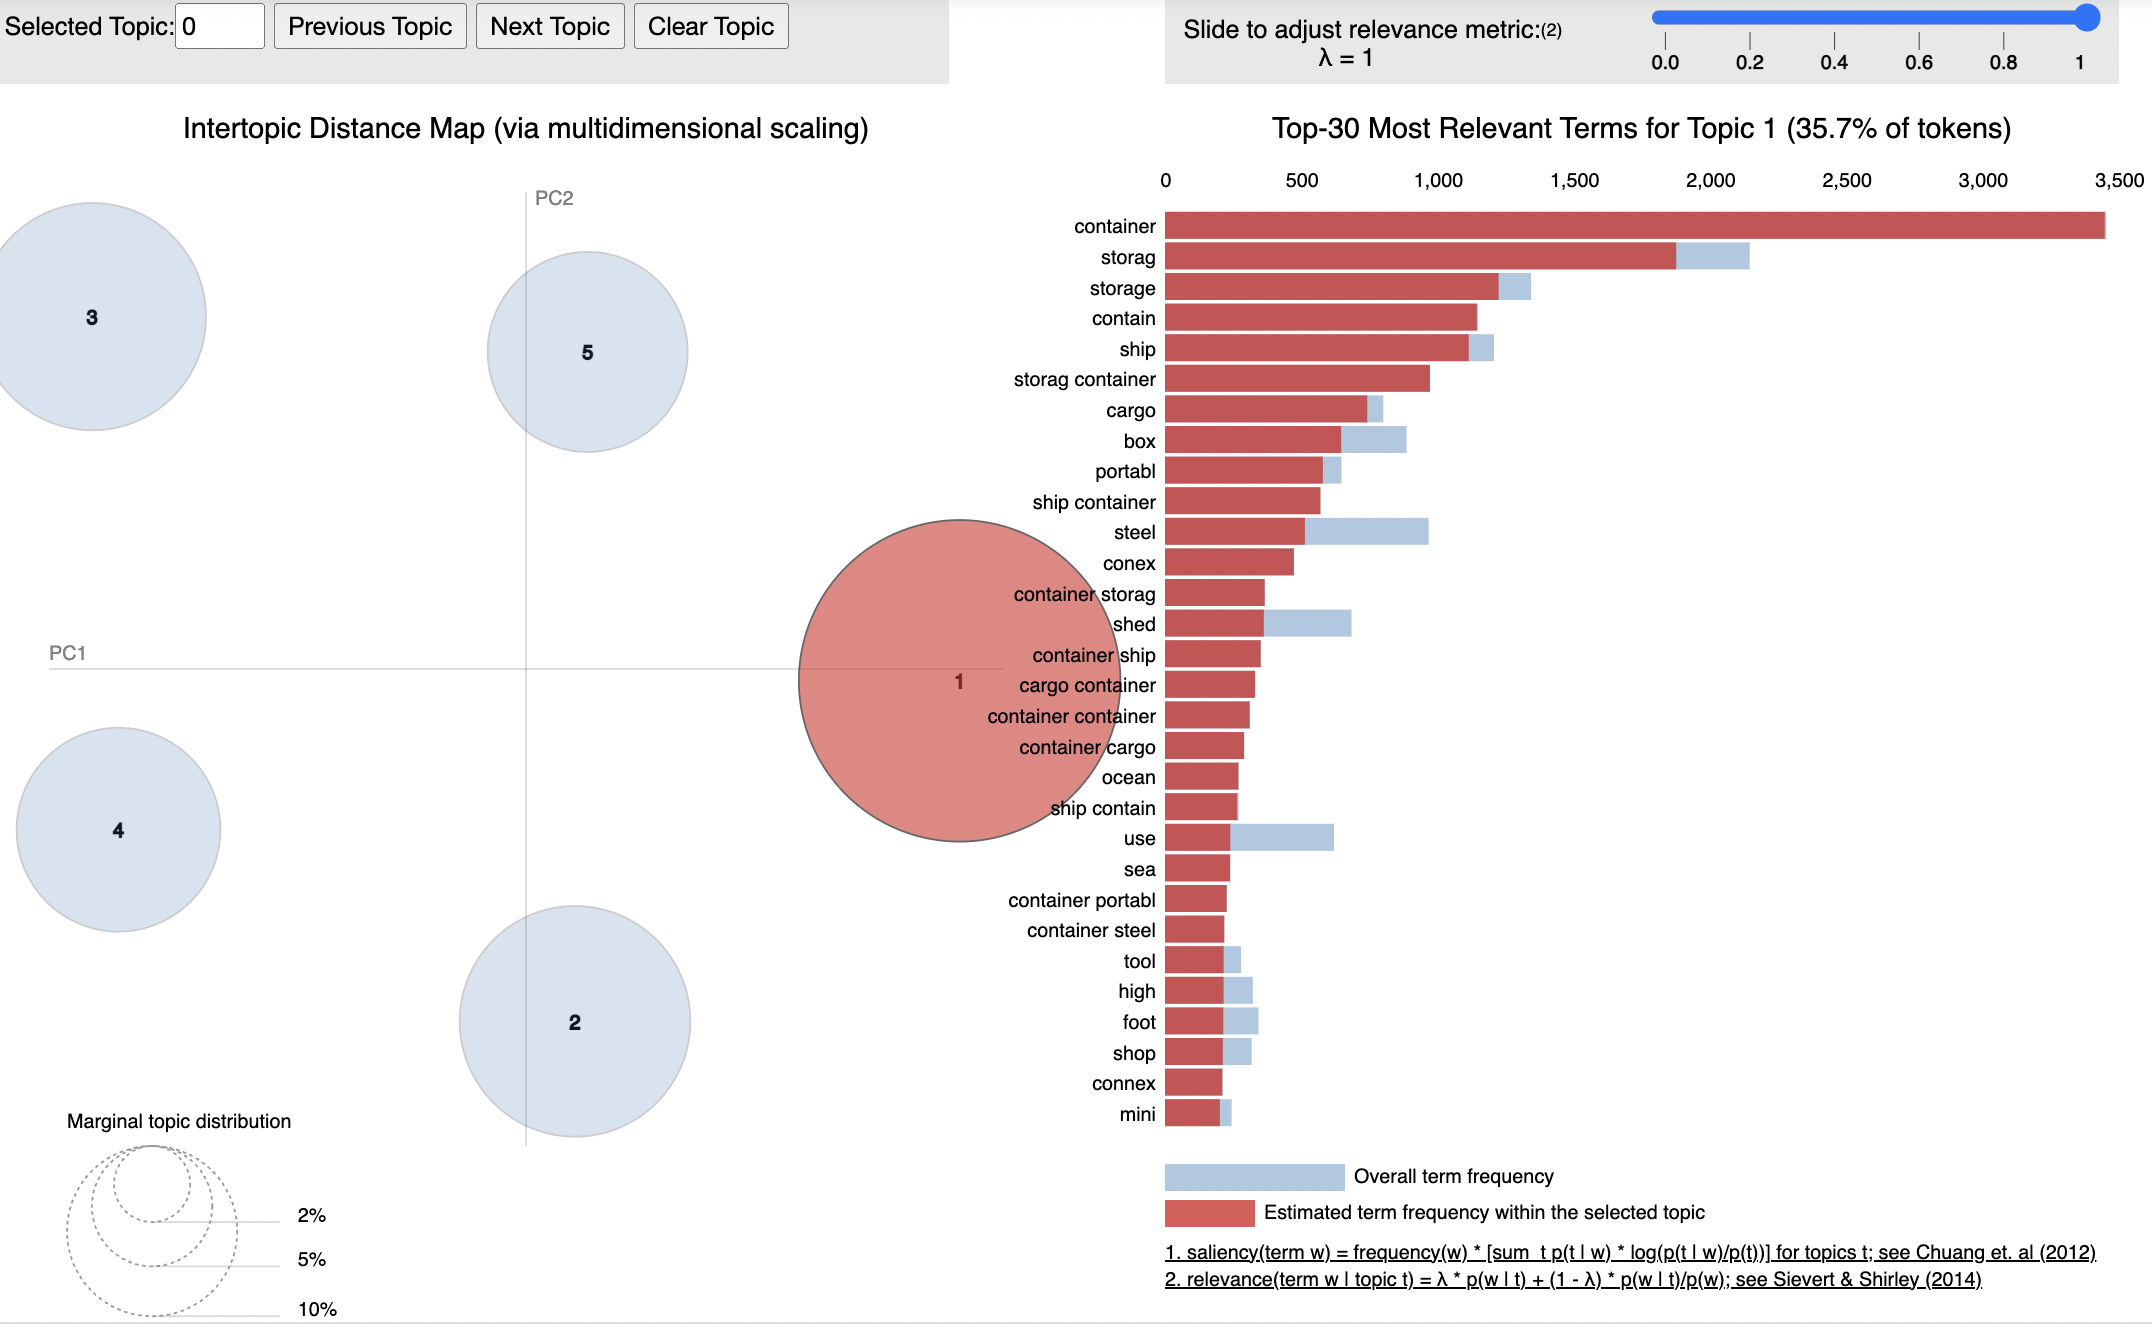 Selected Topic: 0 Previous Topic Next Topic Clear Topic
Slide to adjust relevance metric:(2)
λ = 1
0.0 0.2 0.4 0.6 0.8 1
Intertopic Distance Map (via multidimensional scaling)
PC2
PC1
3
5
1
4
2
Marginal topic distribution
2%
5%
10%
Top-30 Most Relevant Terms for Topic 1 (35.7% of tokens)
0 500 1,000 1,500 2,000 2,500 3,000 3,500
container
storag
storage
contain
ship
storag container
cargo
box
portabl
ship container
steel
conex
container storag
shed
container ship
cargo container
container container
container cargo
ocean
ship contain
use
sea
container portabl
container steel
tool
high
foot
shop
connex
mini
Overall term frequency
Estimated term frequency within the selected topic
1. saliency(term w) = frequency(w) * [sum_t p(t | w) * log(p(t | w)/p(t))] for topics t; see Chuang et. al (2012)
2. relevance(term w | topic t) = λ * p(w | t) + (1 - λ) * p(w | t)/p(w); see Sievert & Shirley (2014)